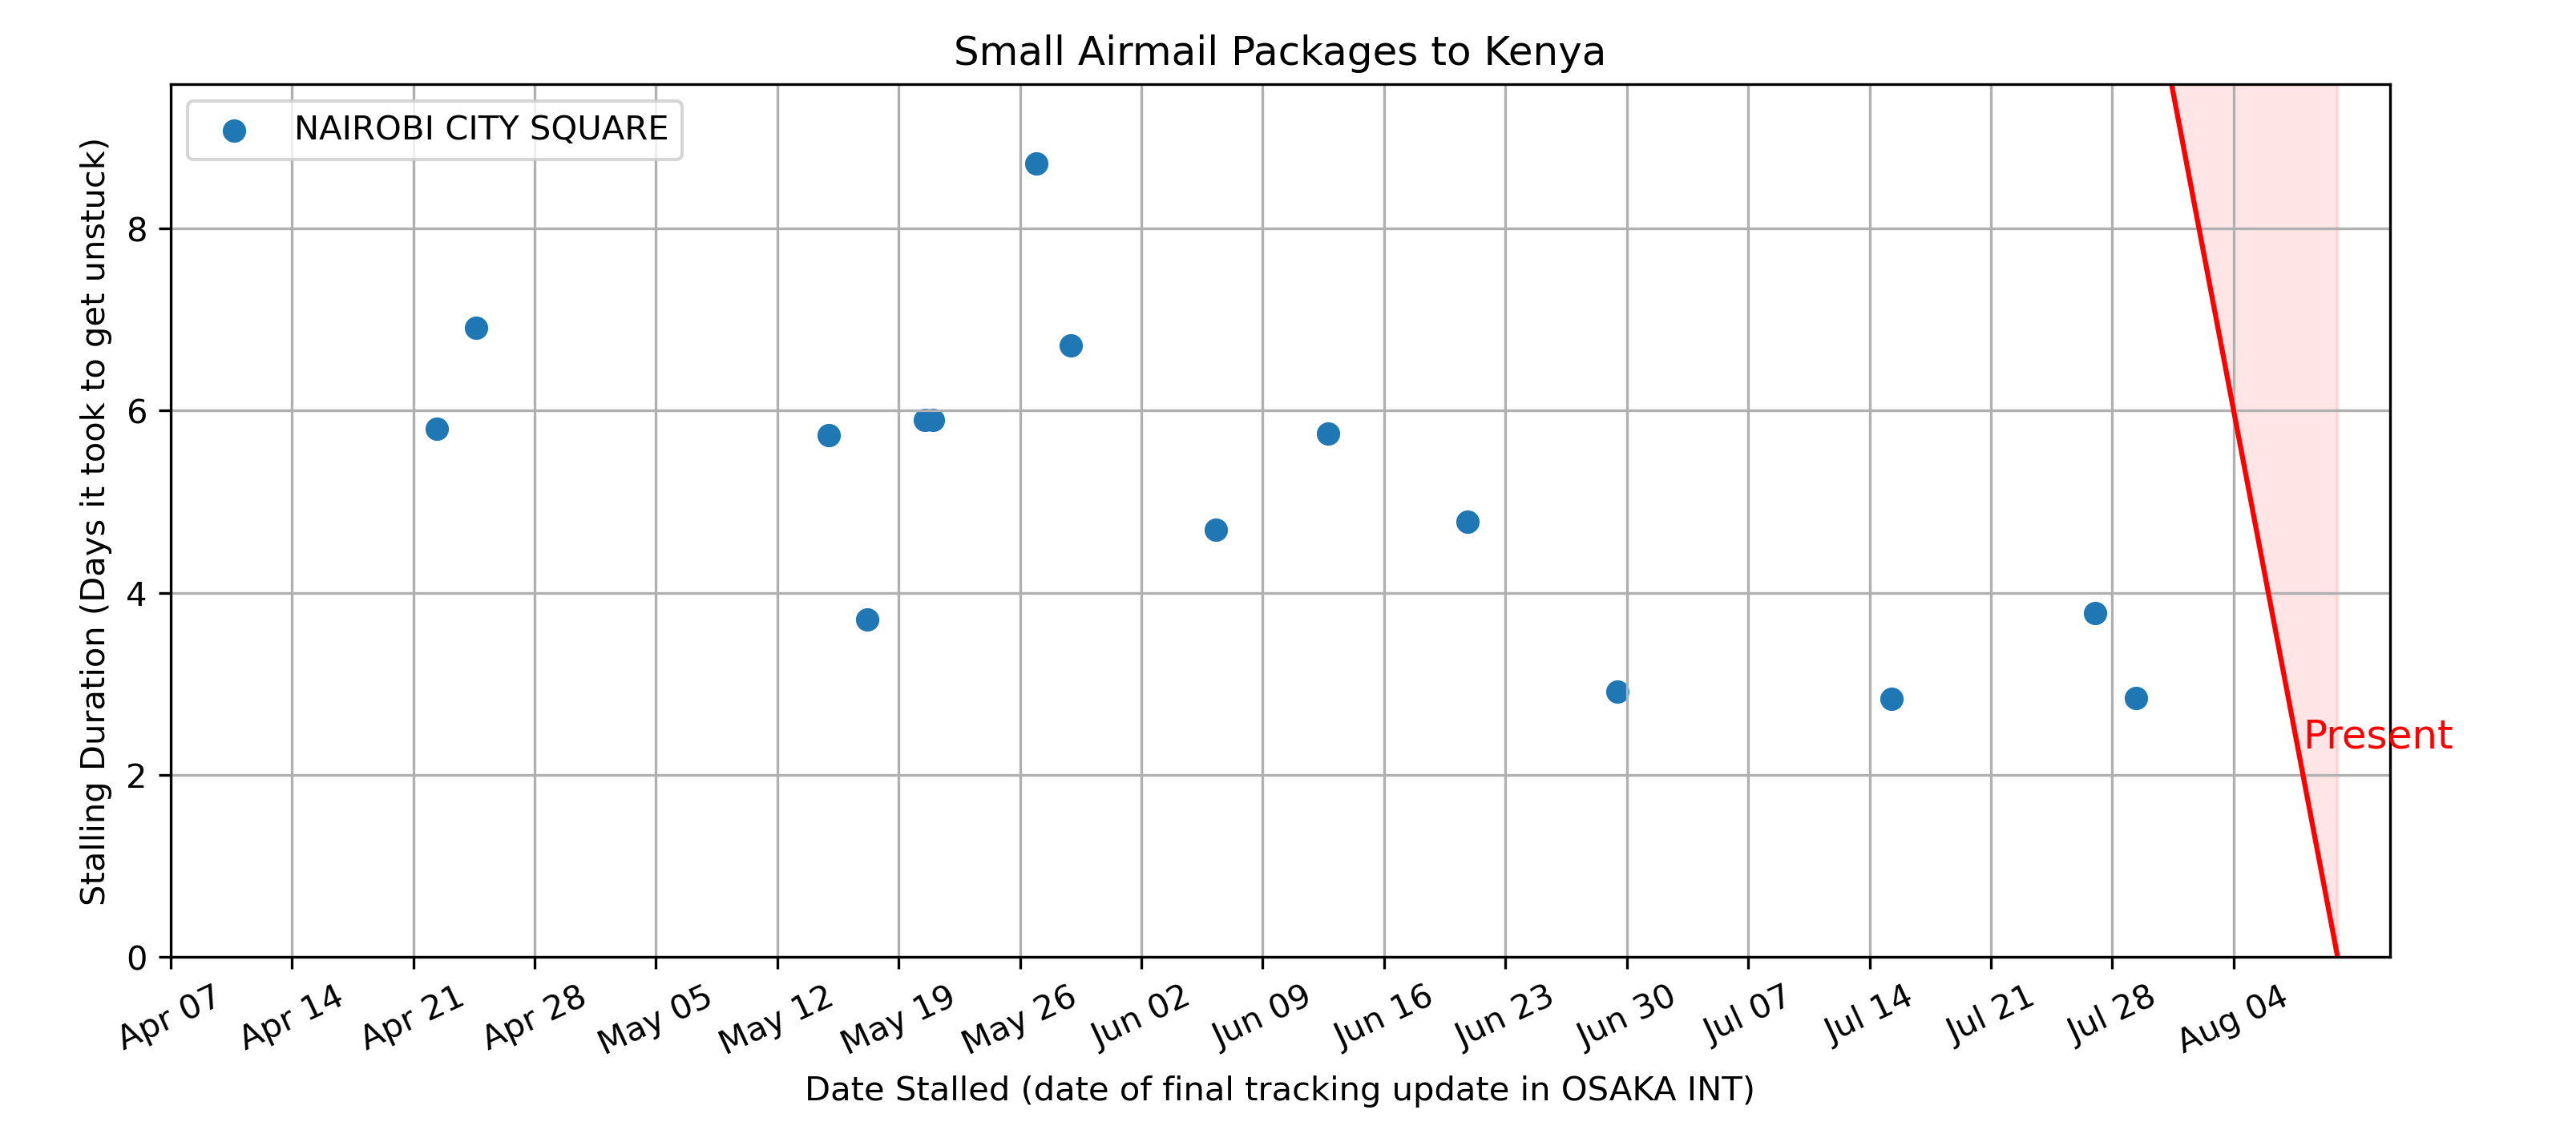 Small Airmail Packages to Kenya
NAIROBI CITY SQUARE
Stalling Duration (Days it took to get unstuck)
8
6
4
2
0
Present
Apr 07
Apr 14
Apr 21
Apr 28
May 05
May 12
May 19
May 26
Jun 02
Jun 09
Jun 16
Jun 23
Jun 30
Jul 07
Jul 14
Jul 21
Jul 28
Aug 04
Date Stalled (date of final tracking update in OSAKA INT)